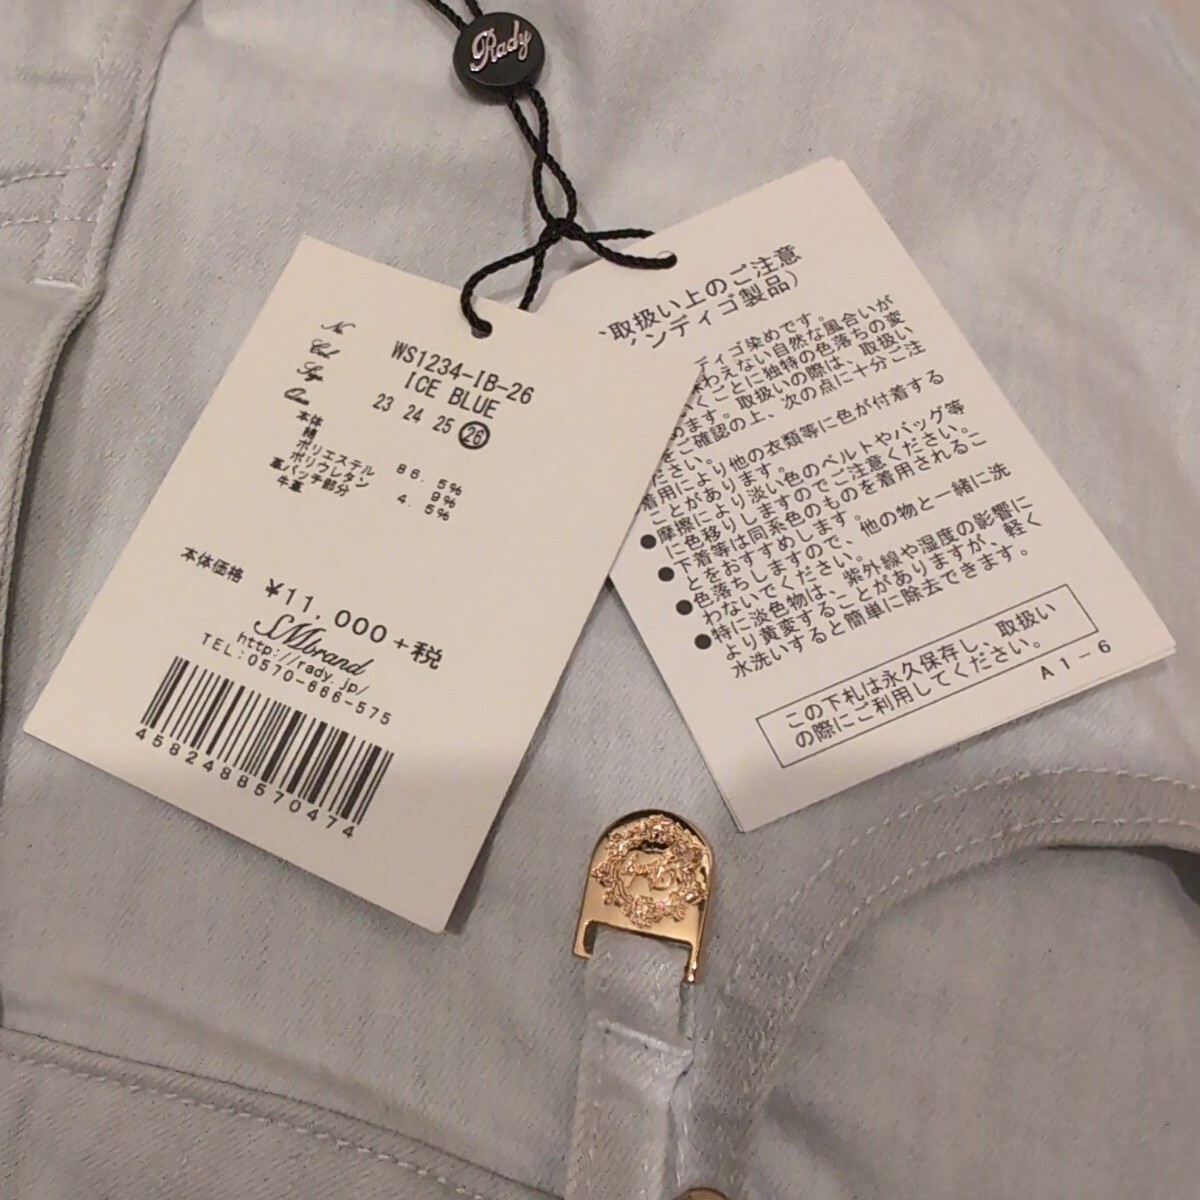 Rady
No WS1234-IB-26
Col ICE BLUE
Size 23 24 25 26
Qua
本体
綿 86.5%
ポリエステル 4.9%
ポリウレタン 4.5%
革パッチ部分
牛革
本体価格 ¥11,000+税
SMbrand
http://rady.jp/
TEL:0570-666-575
4582488570474
取扱い上のご注意
ンディゴ製品)
ディゴ染めです。
味わえない自然な風合いが
くごとに独特の色落ちの変
めます。取扱いの際は、取扱い
をご確認の上、次の点に十分ご注
ださい。
着用により他の衣類等に色が付着する
ことがあります。
●摩擦により淡い色のベルトやバッグ等
に色移りしますのでご注意ください。
●下着等は同系色のものを着用されるこ
とをおすすめします。
●色落ちしますので、他の物と一緒に洗
わないでください。
●特に淡色物は、紫外線や湿度の影響に
より黄変することがありますが、軽く
水洗いすると簡単に除去できます。
この下札は永久保存し、取扱い
の際にご利用してください。
A1-6